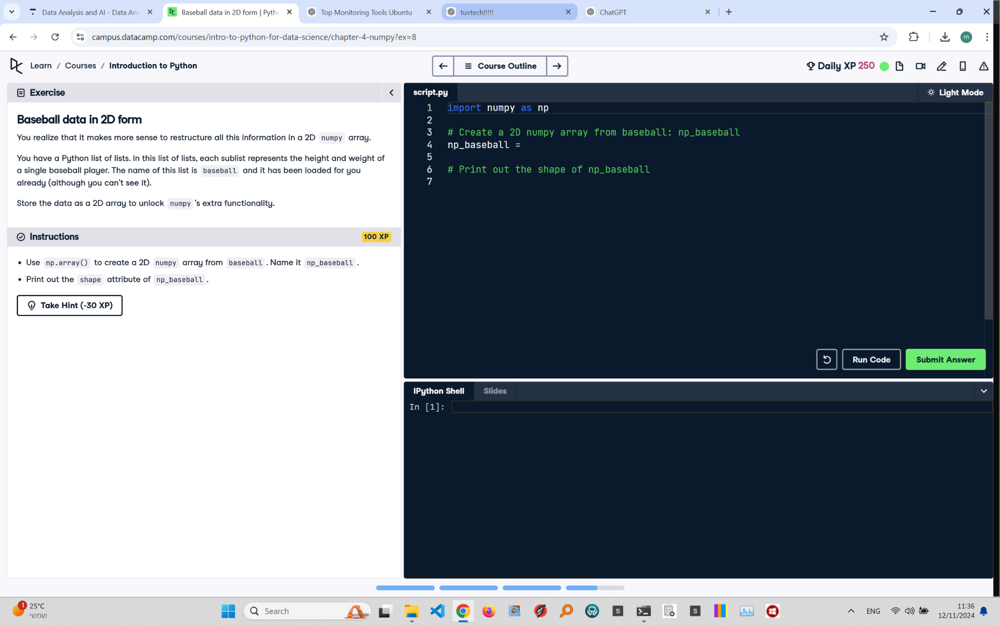 Data Analysis and AI - Data Ana
Baseball data in 2D form | Pyth
Top Monitoring Tools Ubuntu
tuvtech!!!!!
ChatGPT
campus.datacamp.com/courses/intro-to-python-for-data-science/chapter-4-numpy?ex=8
m
Learn / Courses / Introduction to Python
Course Outline
Daily XP 250
Exercise
Baseball data in 2D form
You realize that it makes more sense to restructure all this information in a 2D numpy array.
You have a Python list of lists. In this list of lists, each sublist represents the height and weight of
a single baseball player. The name of this list is baseball and it has been loaded for you
already (although you can't see it).
Store the data as a 2D array to unlock numpy 's extra functionality.
Instructions
100 XP
• Use np.array() to create a 2D numpy array from baseball . Name it np_baseball .
• Print out the shape attribute of np_baseball .
Take Hint (-30 XP)
script.py
Light Mode
1 import numpy as np
2
3 # Create a 2D numpy array from baseball: np_baseball
4 np_baseball =
5
6 # Print out the shape of np_baseball
7
Run Code
Submit Answer
IPython Shell
Slides
In [1]:
1
25°C
שמשי
Search
S
S
ENG
11:36
12/11/2024